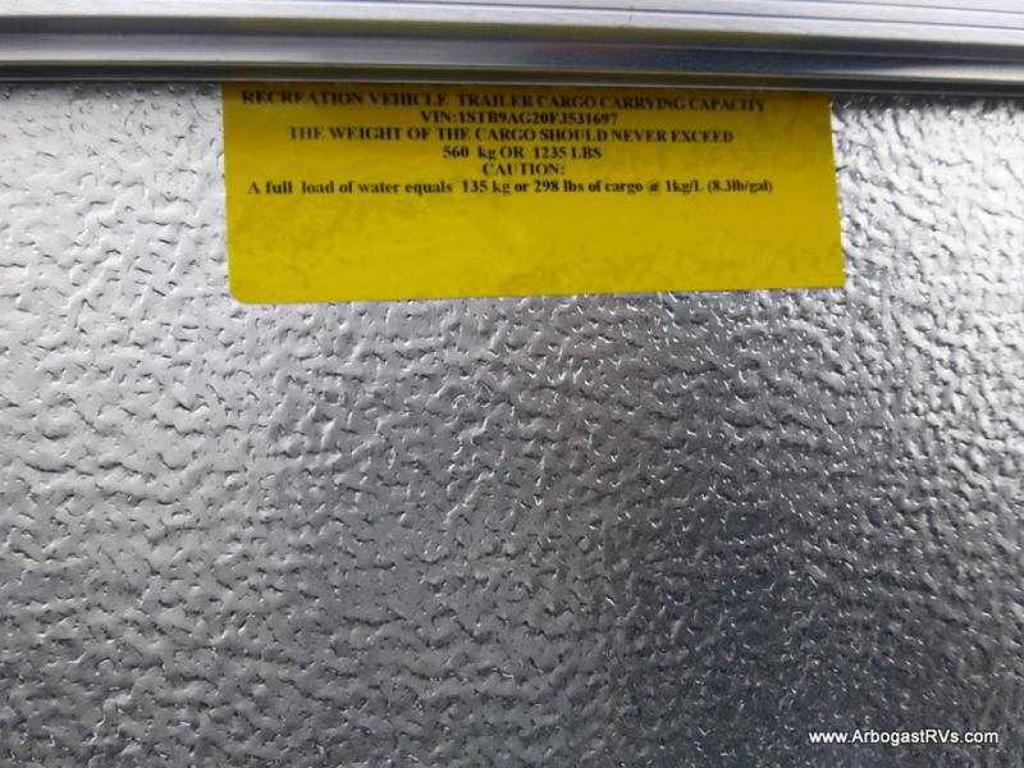 RECREATION VEHICLE TRAILER CARGO CARRYING CAPACITY
VIN:1STB9AG20FJ531697
THE WEIGHT OF THE CARGO SHOULD NEVER EXCEED
560 kg OR 1235 LBS
CAUTION:
A full load of water equals 135 kg or 298 lbs of cargo @ 1kg/L (8.3lb/gal)
www.ArbogastRVs.com